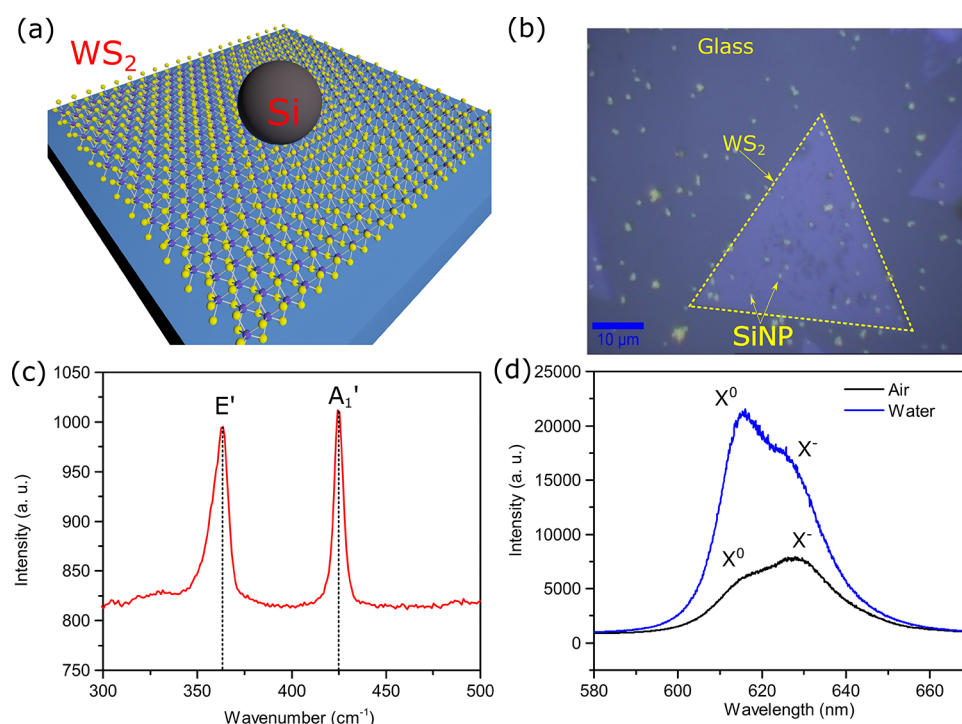 (a)
WS₂
Si
(b)
Glass
WS₂
SiNP
10 µm
(c)
1050
1000
950
900
850
800
750
300 350 400 450 500
E'
A₁'
Intensity (a. u.)
Wavenumber (cm⁻¹)
(d)
25000
20000
15000
10000
5000
0
580 600 620 640 660
X⁰
X⁻
X⁰
X⁻
Air
Water
Intensity (a. u.)
Wavelength (nm)